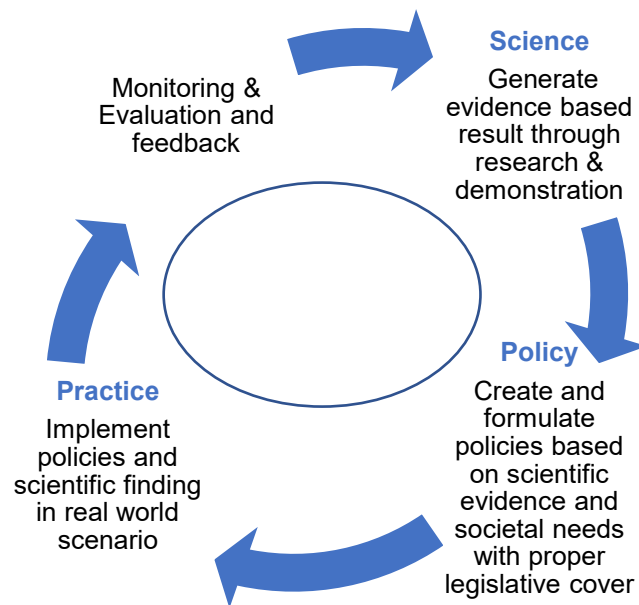 Monitoring &
Evaluation and
feedback
Science
Generate
evidence based
result through
research &
demonstration
Policy
Create and
formulate
policies based
on scientific
evidence and
societal needs
with proper
legislative cover
Practice
Implement
policies and
scientific finding
in real world
scenario